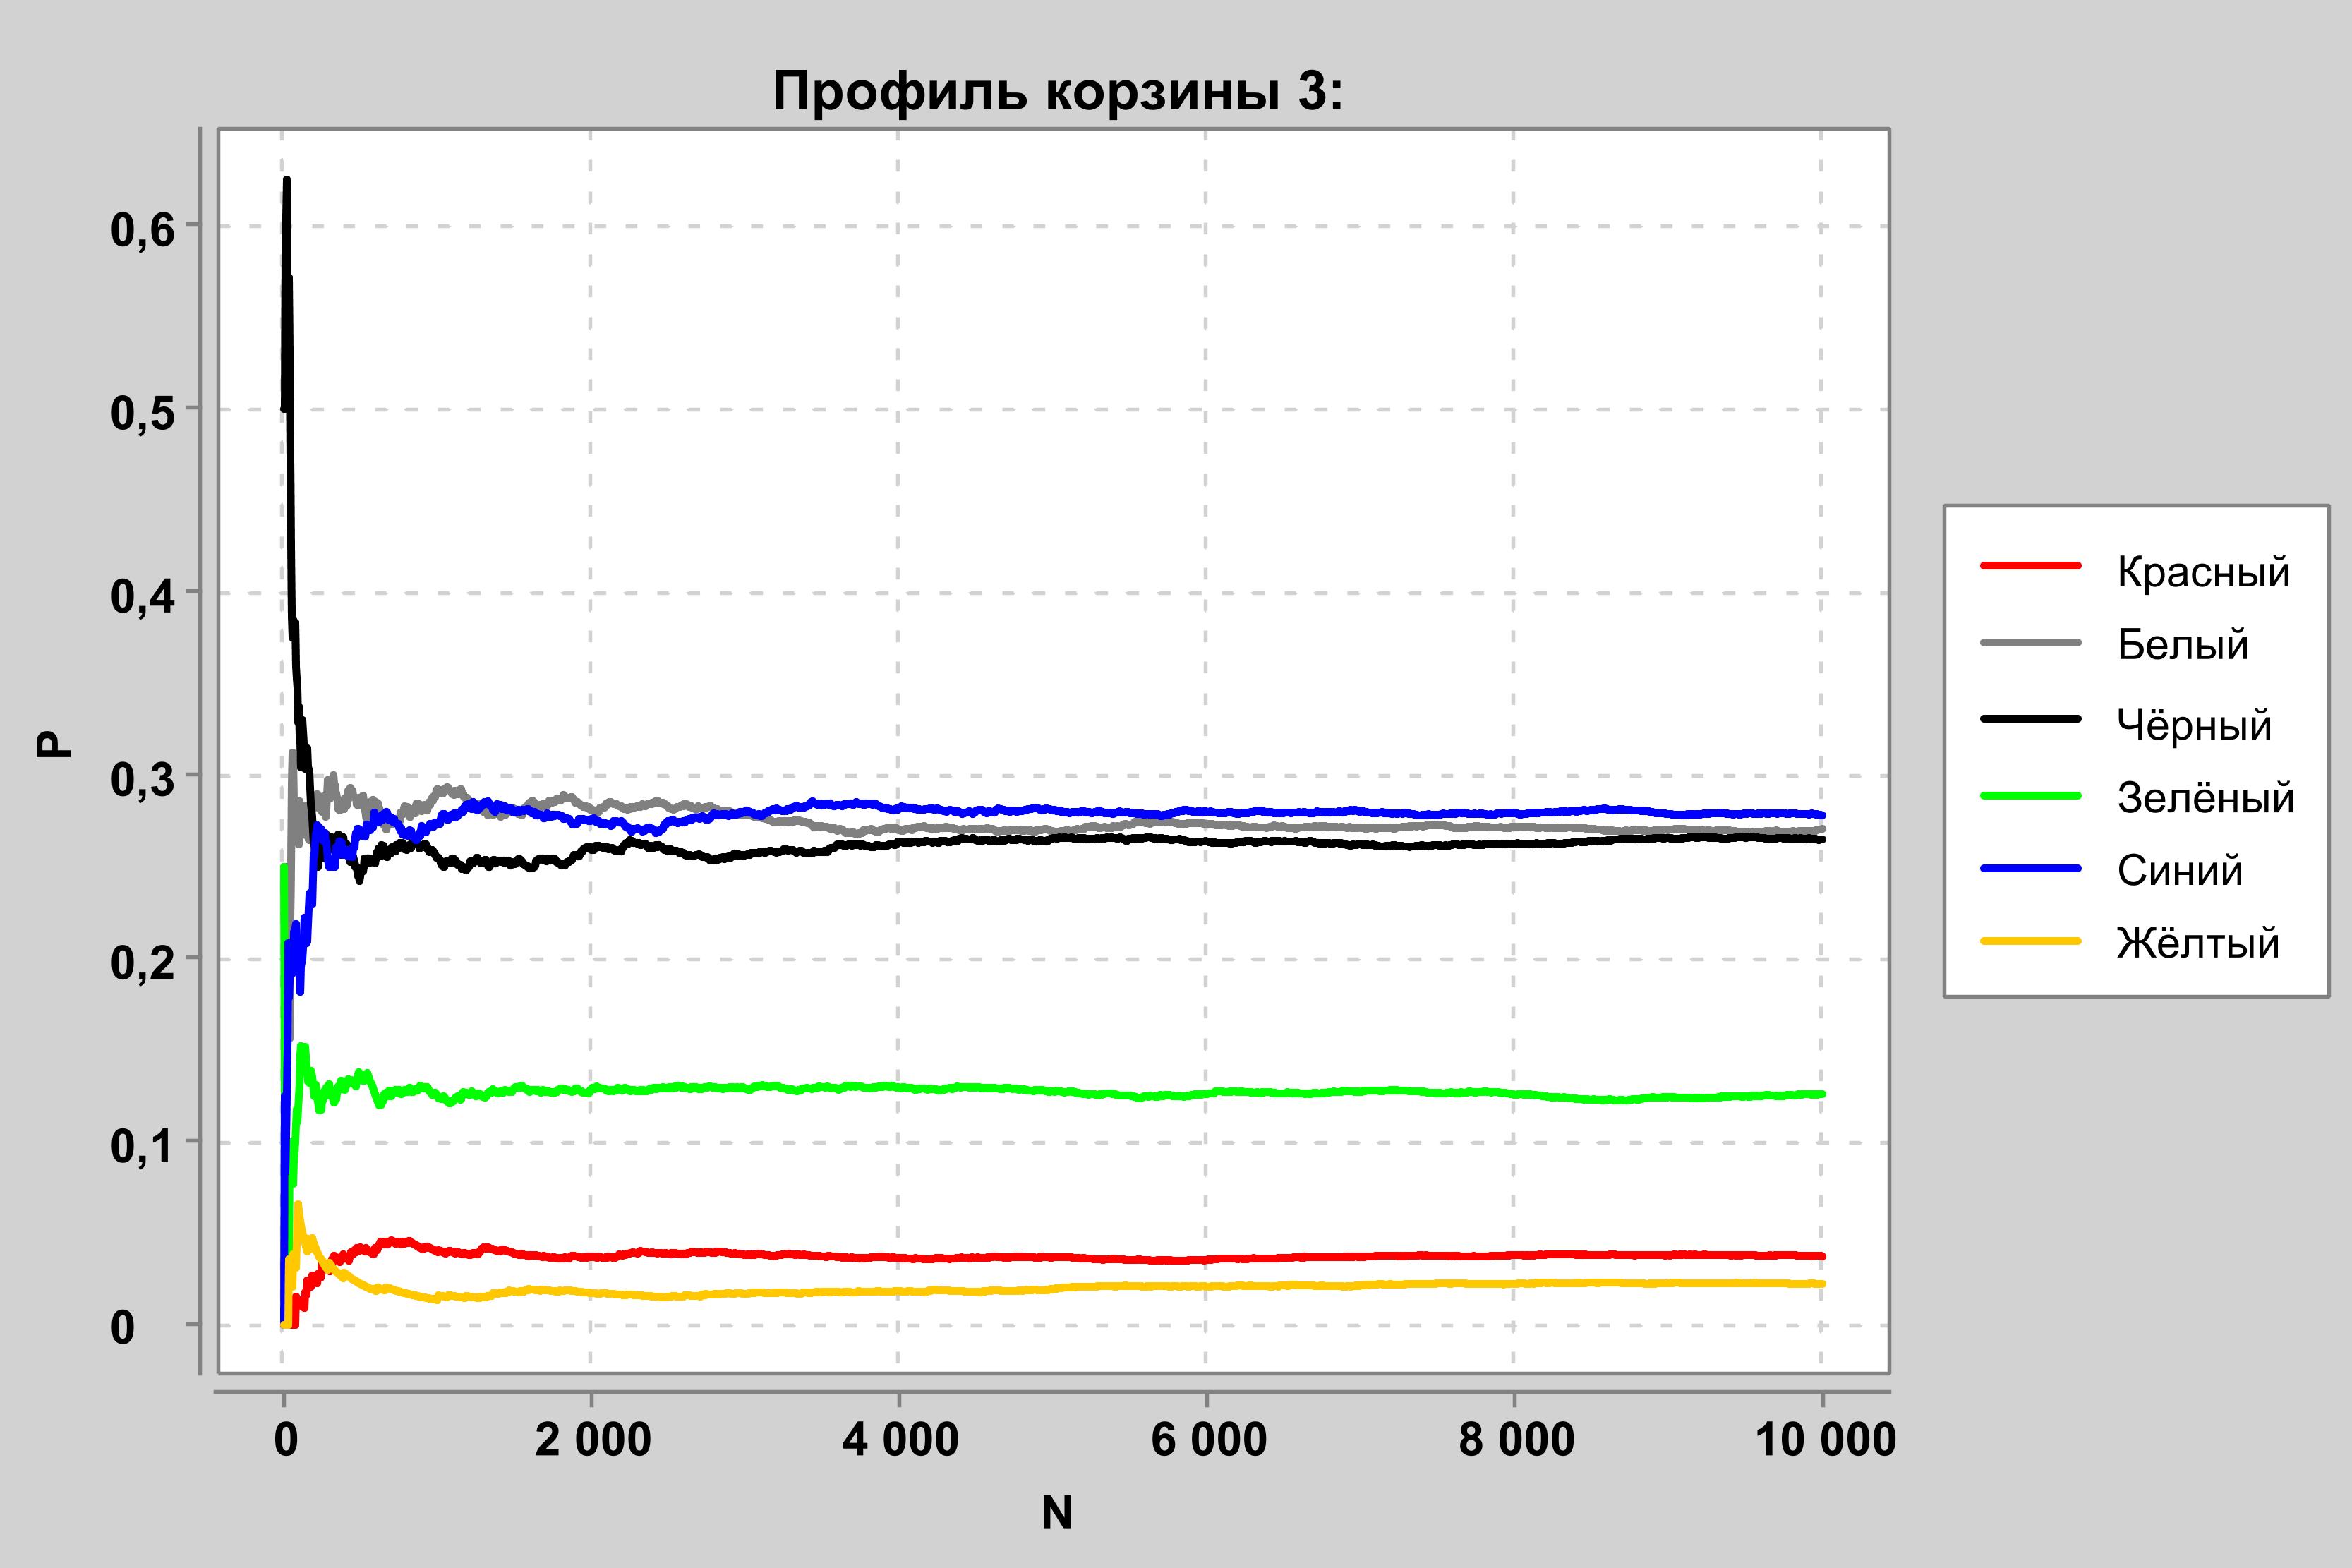 Профиль корзины 3:
0,6
0,5
0,4
0,3
0,2
0,1
0
P
0 2 000 4 000 6 000 8 000 10 000
N
Красный
Белый
Чёрный
Зелёный
Синий
Жёлтый